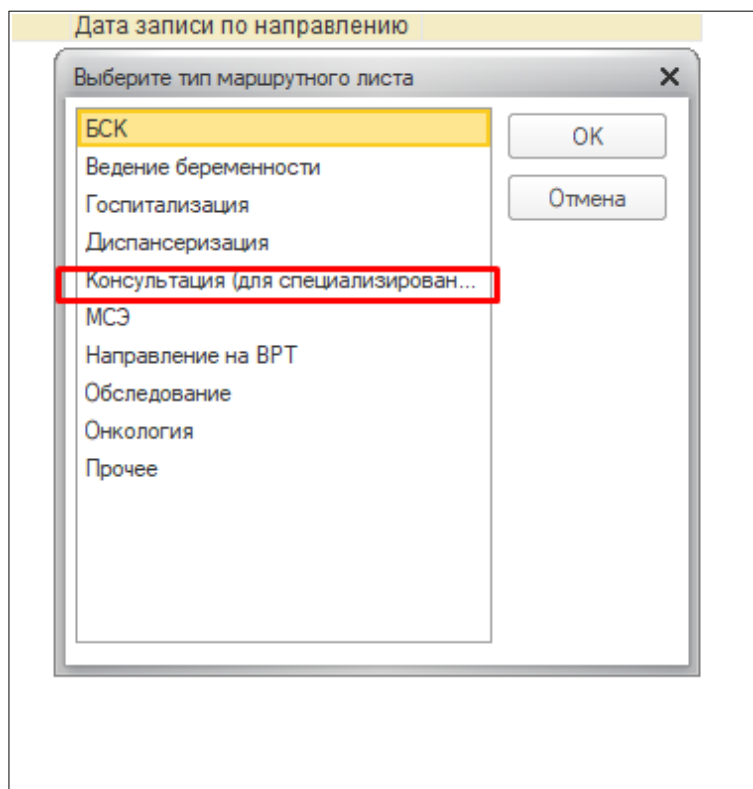 Дата записи по направлению
Выберите тип маршрутного листа
БСК
Ведение беременности
Госпитализация
Диспансеризация
Консультация (для специализирован...
МСЭ
Направление на ВРТ
Обследование
Онкология
Прочее
OK
Отмена